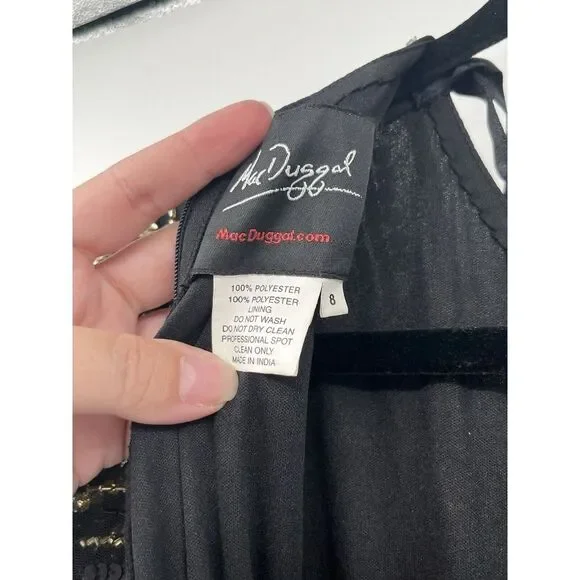 Mac Duggal
MacDuggal.com
100% POLYESTER
100% POLYESTER
LINING
DO NOT WASH
DO NOT DRY CLEAN
PROFESSIONAL SPOT
CLEAN ONLY
MADE IN INDIA
8